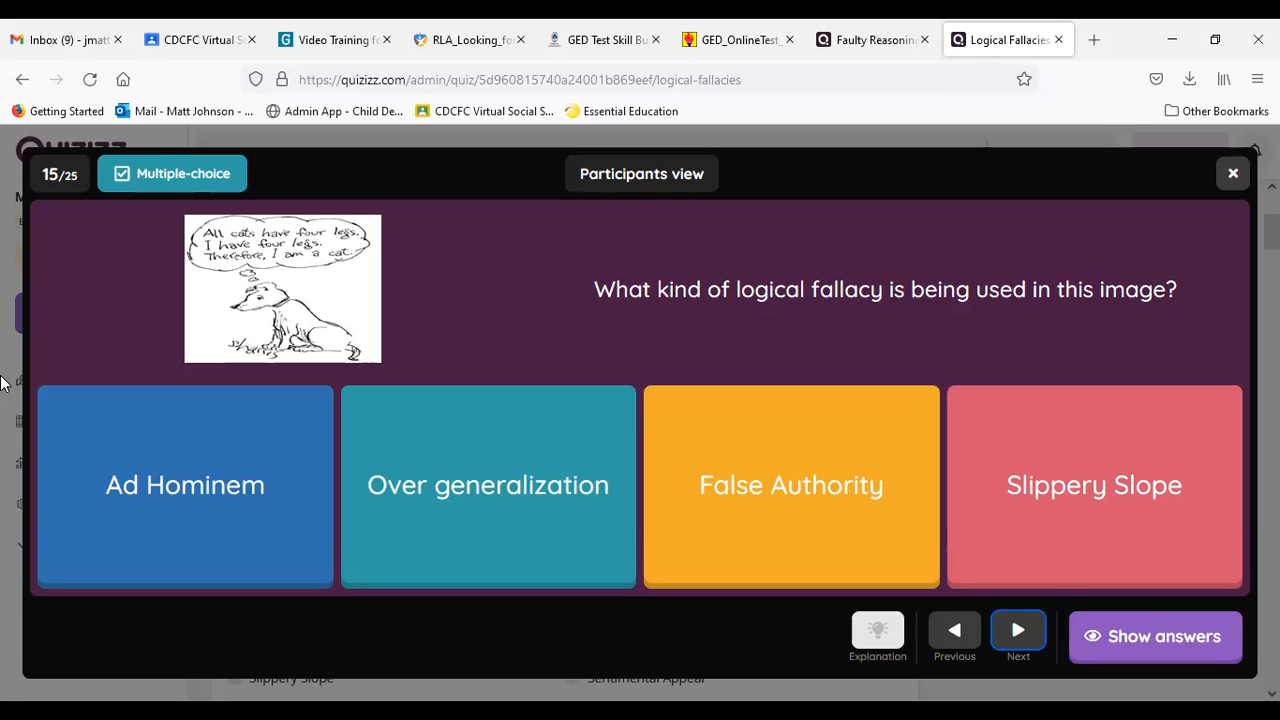 Inbox (9) - jmatt
CDCFC Virtual S
Video Training fo
RLA_Looking_fo
GED Test Skill Bu
GED_OnlineTest_
Faulty Reasoning
Logical Fallacies
https://quizizz.com/admin/quiz/5d960815740a24001b869eef/logical-fallacies
Getting Started
Mail - Matt Johnson - ...
Admin App - Child De...
CDCFC Virtual Social S...
Essential Education
Other Bookmarks
15/25
Multiple-choice
Participants view
All cats have four legs.
I have four legs.
Therefore, I am a cat.
What kind of logical fallacy is being used in this image?
Ad Hominem
Over generalization
False Authority
Slippery Slope
Explanation
Previous
Next
Show answers
Slippery Slope
Sentimental Appeal